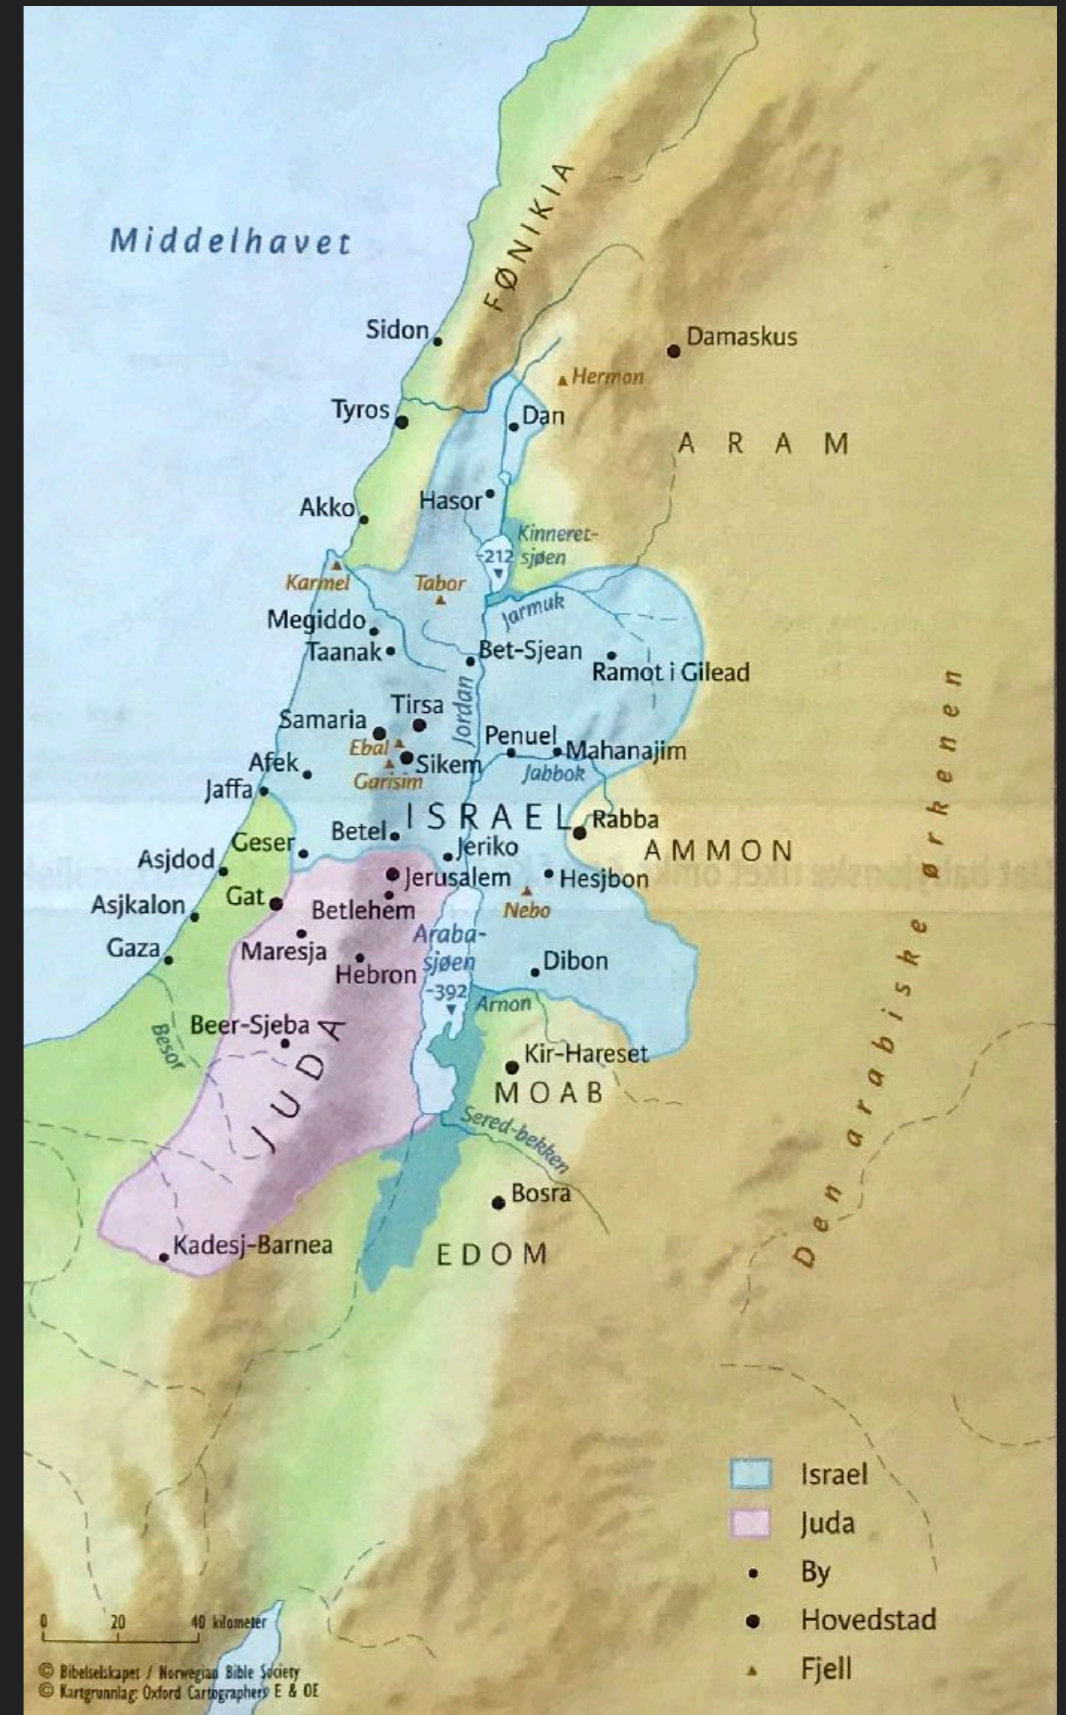 Middelhavet
FØNIKIA
Sidon
Damaskus
Hermon
Tyros
Dan
ARAM
Akko
Hasor
Kinneret-
sjøen
-212
Karmel
Tabor
Jarmuk
Megiddo
Taanak
Bet-Sjean
Ramot i Gilead
Jordan
Tirsa
Samaria
Ebal
Penuel
Mahanajim
Afek
Sikem
Garisim
Jabbok
Jaffa
ISRAEL
Rabba
Betel
Geser
Jeriko
AMMON
Asjdod
Jerusalem
Hesjbon
Gat
Asjkalon
Betlehem
Nebo
Gaza
Maresja
Araba-
sjøen
Hebron
Dibon
-392
Arnon
Beer-Sjeba
Besor
JUDA
Kir-Hareset
MOAB
Sered-bekken
Bosra
Kadesj-Barnea
EDOM
Den arabiske ørkenen
Israel
Juda
By
Hovedstad
Fjell
0 20 40 kilometer
© Bibelselskapet / Norwegian Bible Society
© Kartgrunnlag: Oxford Cartographers E & OE